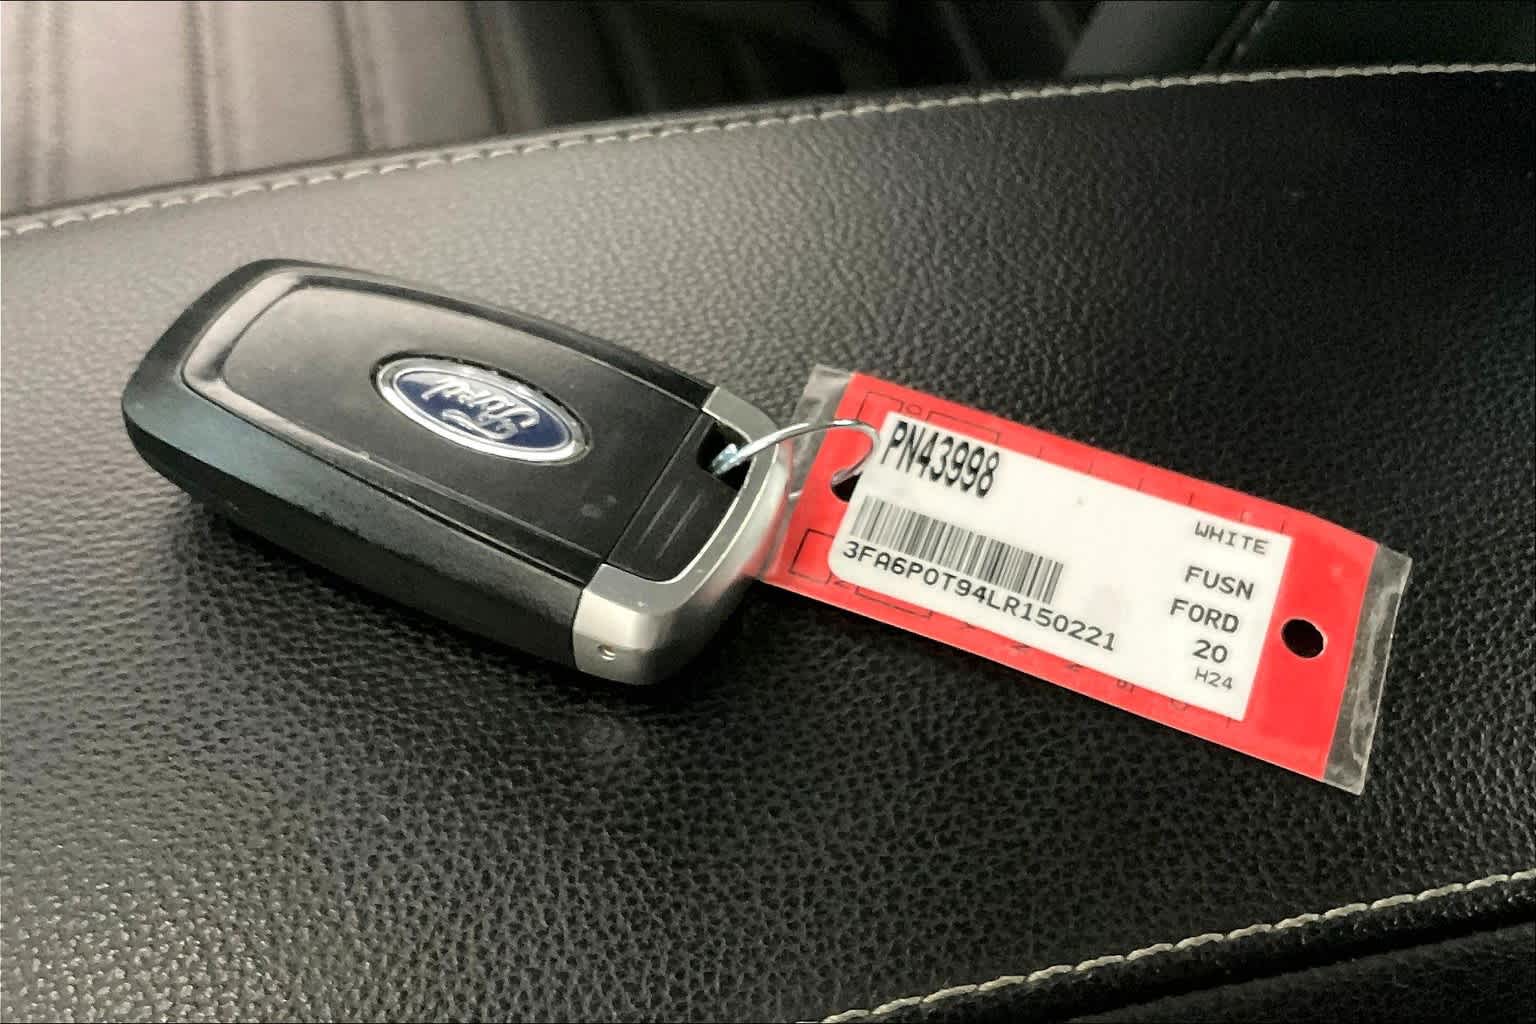 Ford
PN43998
3FA6P0T94LR150221
WHITE
FUSN
FORD
20
H24